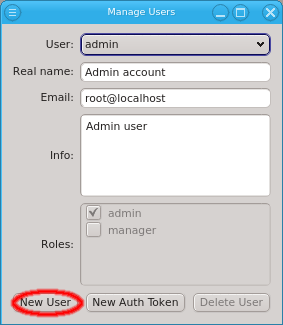 Manage Users
User: admin
Real name: Admin account
Email: root@localhost
Info: Admin user
Roles: admin
manager
New User New Auth Token Delete User